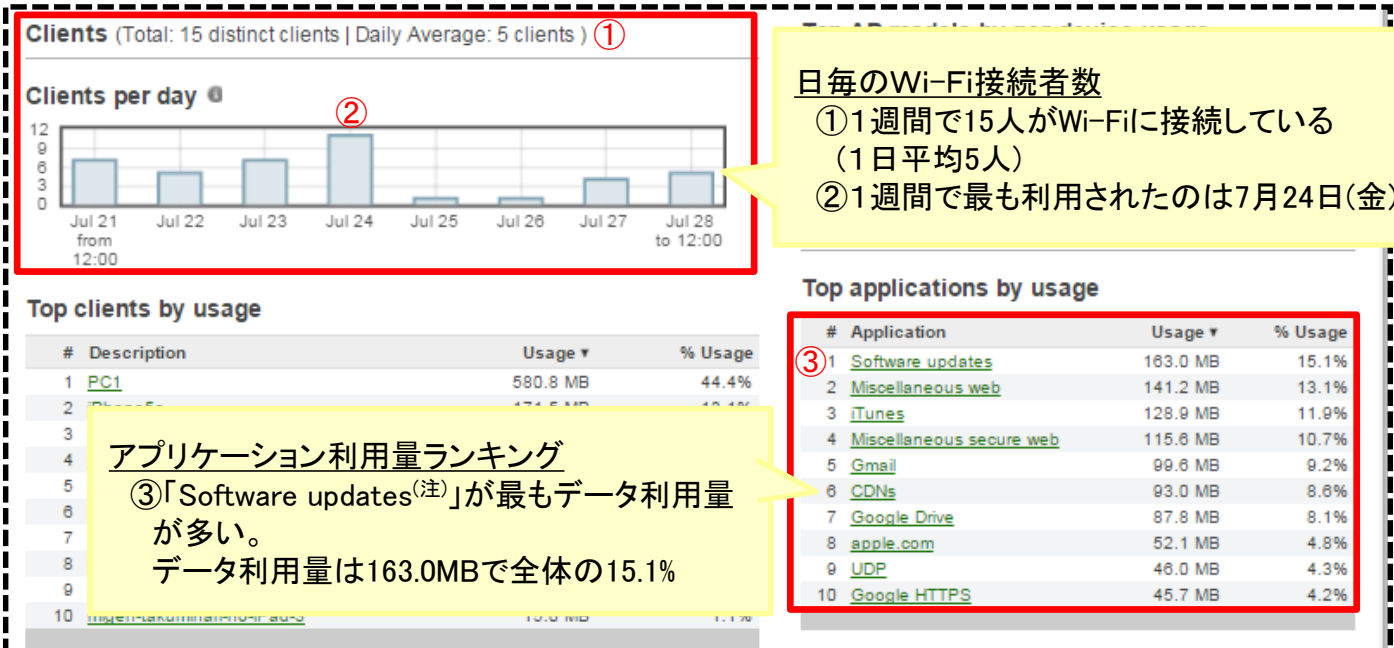 Clients (Total: 15 distinct clients | Daily Average: 5 clients ) ①
Clients per day
②
12
9
6
3
0
Jul 21 from 12:00
Jul 22
Jul 23
Jul 24
Jul 25
Jul 26
Jul 27
Jul 28 to 12:00
日毎のWi-Fi接続者数
①1週間で15人がWi-Fiに接続している
（1日平均5人）
②1週間で最も利用されたのは7月24日(金)
Top clients by usage
# Description Usage ▼ % Usage
1 PC1 580.8 MB 44.4%
2
3
4
5
6
7
8
9
10
アプリケーション利用量ランキング
③「Software updates(注)」が最もデータ利用量
が多い。
データ利用量は163.0MBで全体の15.1%
Top applications by usage
# Application Usage ▼ % Usage
③
1 Software updates 163.0 MB 15.1%
2 Miscellaneous web 141.2 MB 13.1%
3 iTunes 128.9 MB 11.9%
4 Miscellaneous secure web 115.6 MB 10.7%
5 Gmail 99.6 MB 9.2%
6 CDNs 93.0 MB 8.6%
7 Google Drive 87.8 MB 8.1%
8 apple.com 52.1 MB 4.8%
9 UDP 46.0 MB 4.3%
10 Google HTTPS 45.7 MB 4.2%